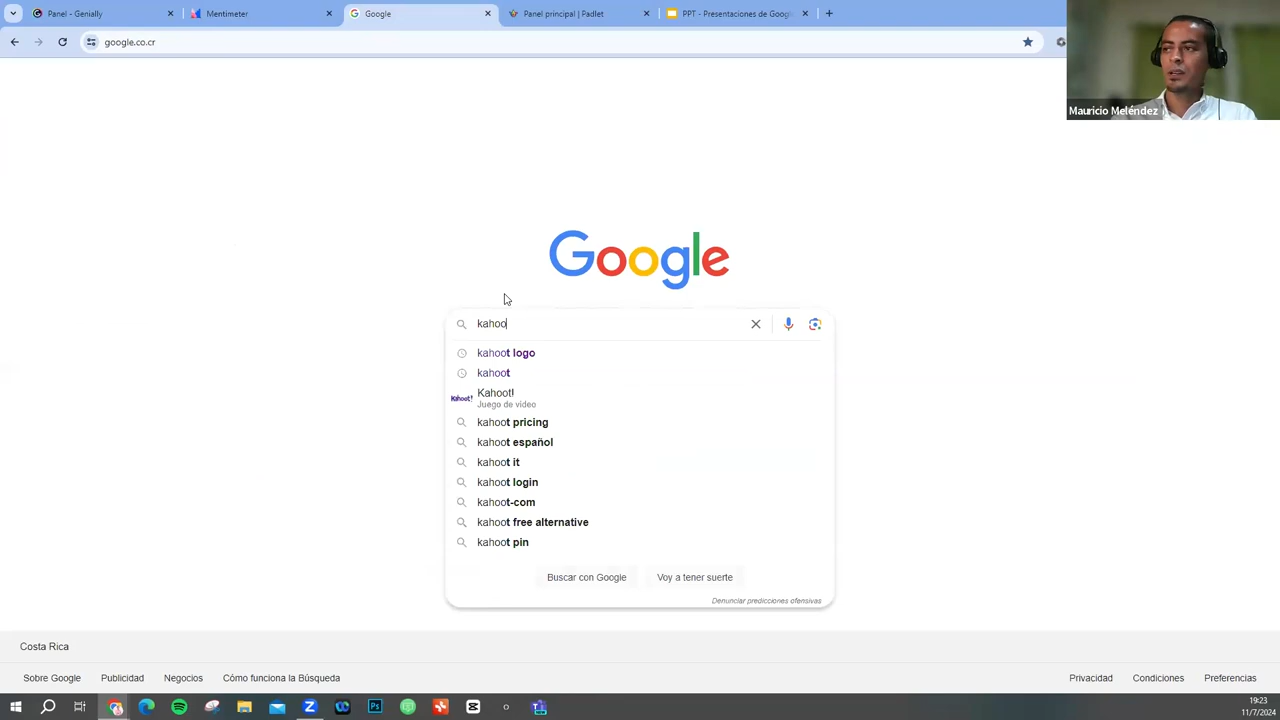 Panel - Genially
Mentimeter
Google
Panel principal | Padlet
PPT - Presentaciones de Google
google.co.cr
Mauricio Meléndez
Google
kahoo
kahoot logo
kahoot
Kahoot!
Kahoot!
Juego de video
kahoot pricing
kahoot español
kahoot it
kahoot login
kahoot-com
kahoot free alternative
kahoot pin
Buscar con Google
Voy a tener suerte
Denunciar predicciones ofensivas
Costa Rica
Sobre Google
Publicidad
Negocios
Cómo funciona la Búsqueda
Privacidad
Condiciones
Preferencias
19:23
11/7/2024